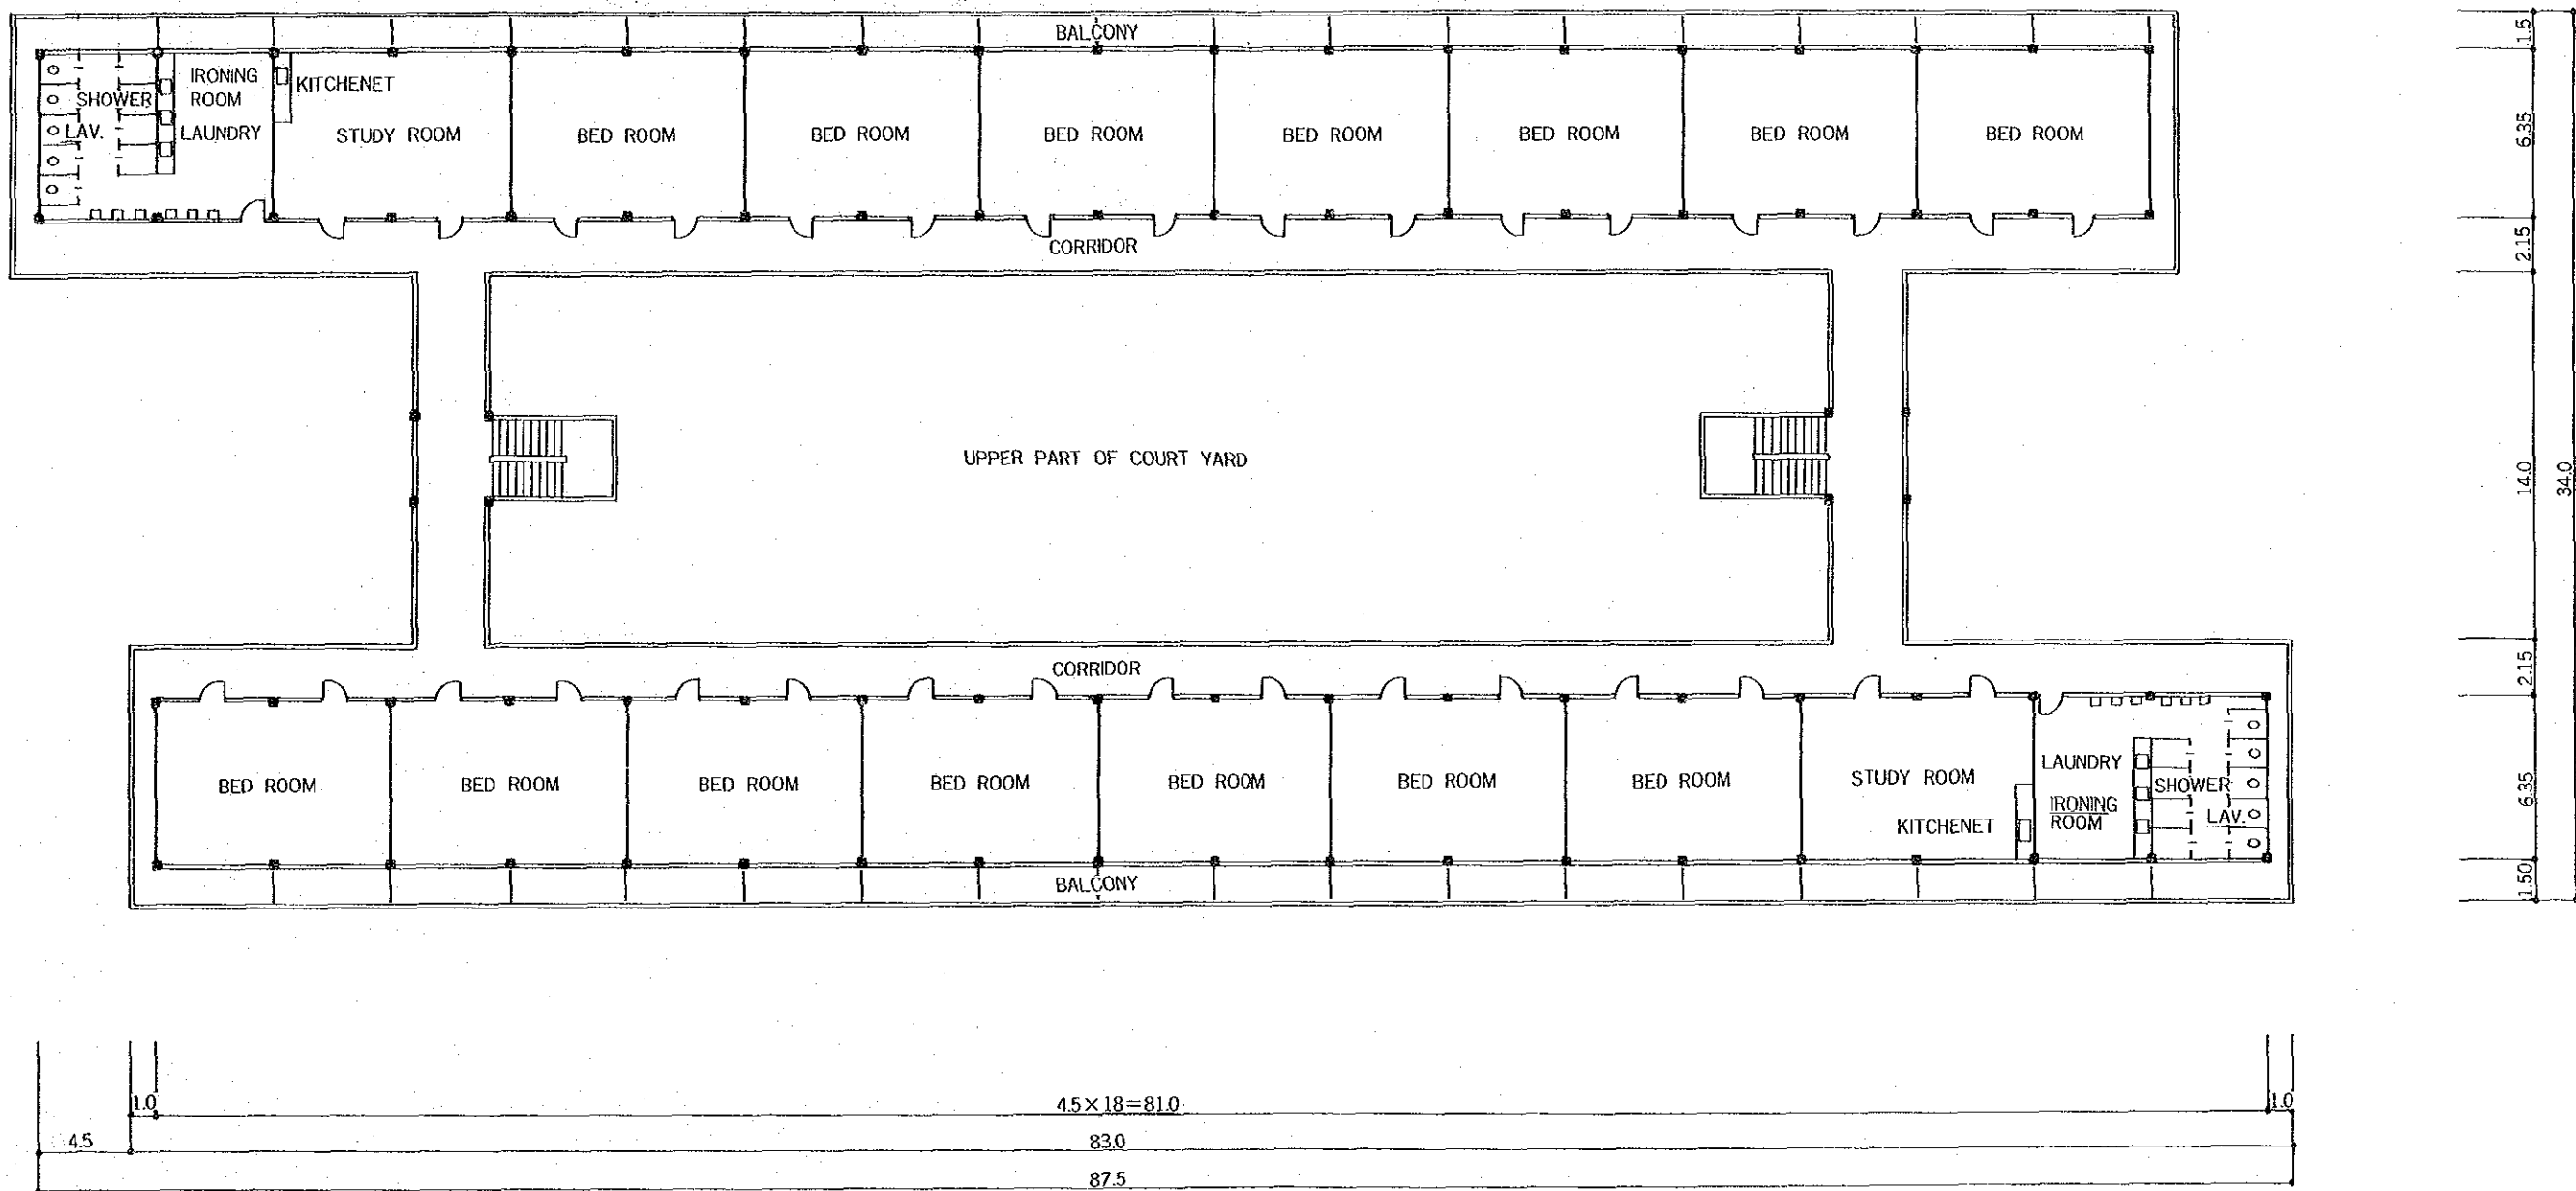 BALCONY
1.5
IRONING
ROOM
KITCHENET
SHOWER
LAV.
LAUNDRY
STUDY ROOM
BED ROOM
BED ROOM
BED ROOM
BED ROOM
BED ROOM
BED ROOM
BED ROOM
6.35
CORRIDOR
2.15
UPPER PART OF COURT YARD
14.0
34.0
CORRIDOR
2.15
BED ROOM
BED ROOM
BED ROOM
BED ROOM
BED ROOM
BED ROOM
BED ROOM
STUDY ROOM
KITCHENET
LAUNDRY
IRONING
ROOM
SHOWER
LAV.
6.35
BALCONY
1.50
1.0
4.5×18=81.0
1.0
4.5
83.0
87.5